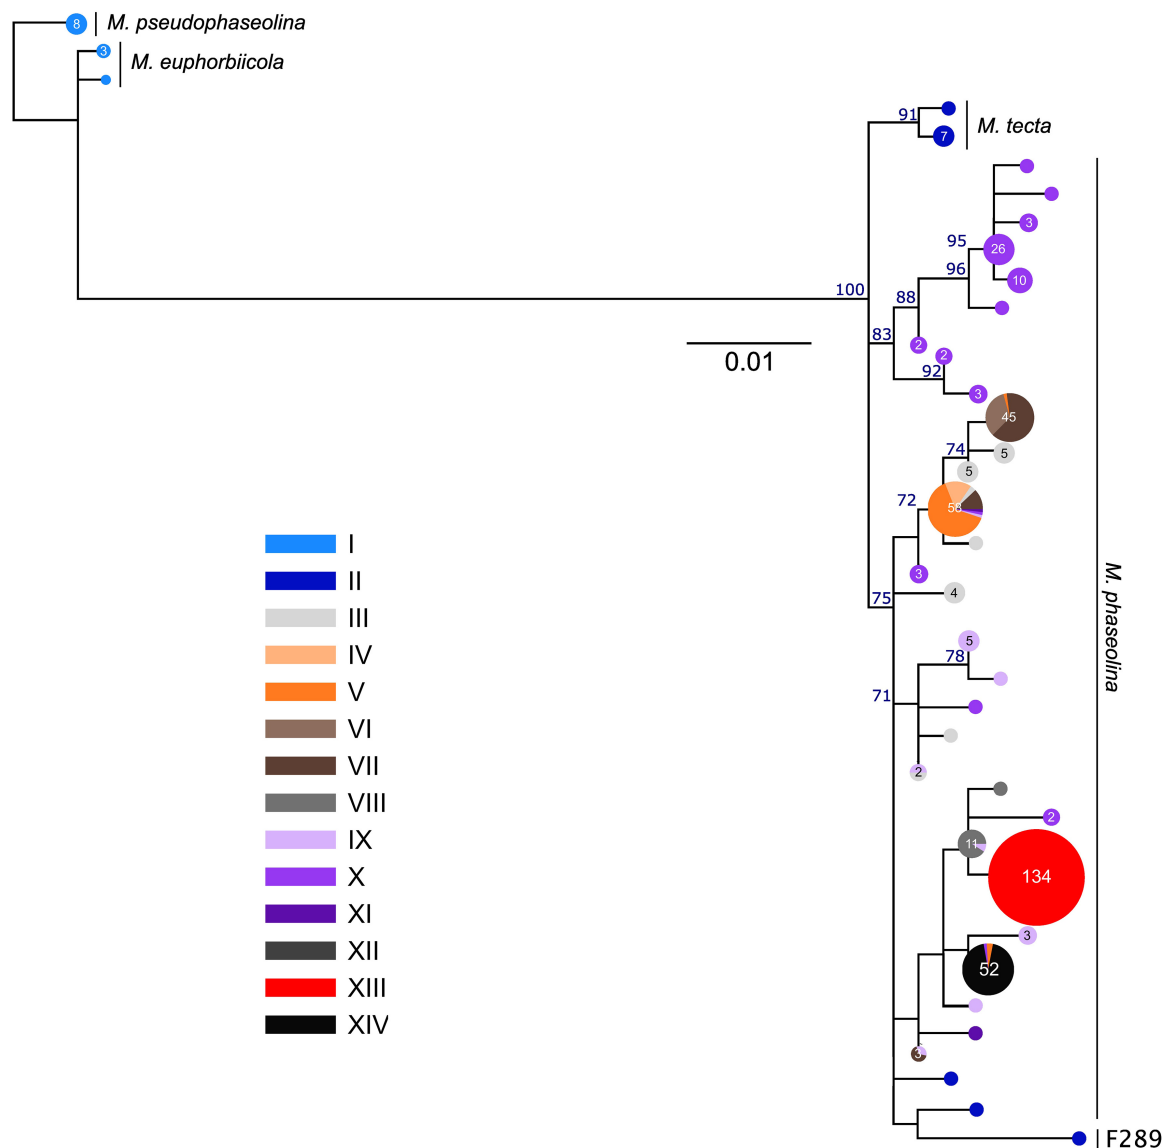 8
M. pseudophaseolina
3
M. euphorbiicola
91
7
M. tecta
3
95
26
96
10
100
88
83
2
2
0.01
92
3
45
74
5
5
72
58
3
75
4
M. phaseolina
5
78
71
2
2
11
134
3
52
3
F289
I
II
III
IV
V
VI
VII
VIII
IX
X
XI
XII
XIII
XIV